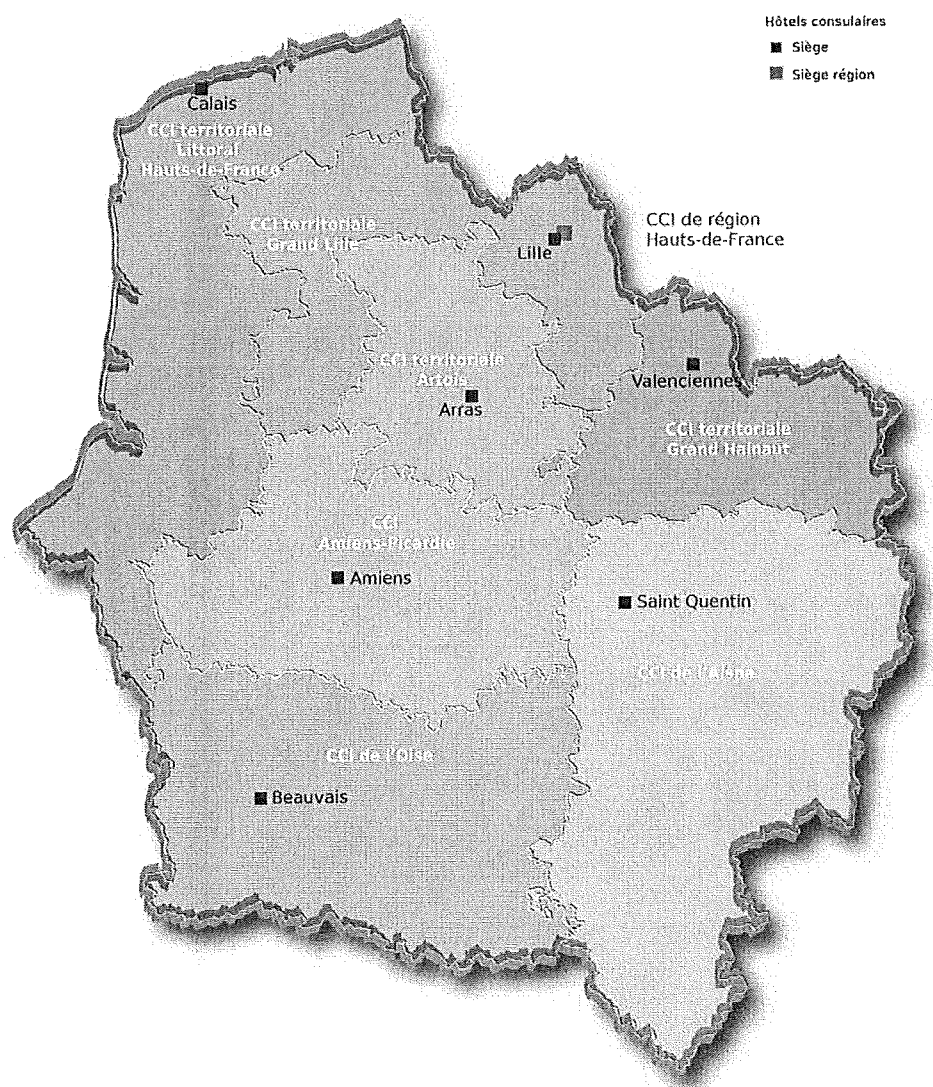 Hôtels consulaires
Siège
Siège région
Calais
CCI territoriale
Littoral
Hauts-de-France
CCI territoriale
Grand Lille
Lille
CCI de région
Hauts-de-France
CCI territoriale
Artois
Arras
Valenciennes
CCI territoriale
Grand Hainaut
CCI
Amiens-Picardie
Amiens
Saint Quentin
CCI de l'Aisne
CCI de l'Oise
Beauvais